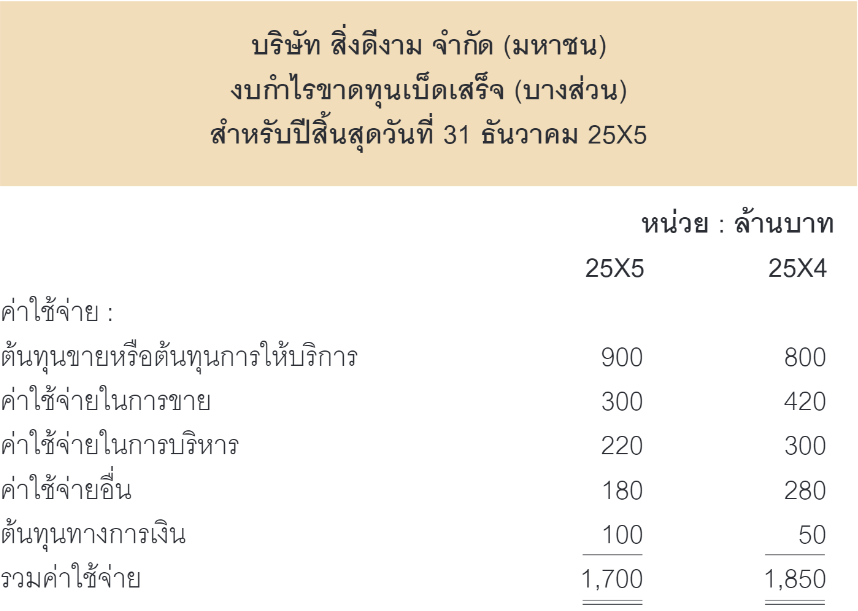 บริษัท สิ่งดีงาม จำกัด (มหาชน)
งบกำไรขาดทุนเบ็ดเสร็จ (บางส่วน)
สำหรับปีสิ้นสุดวันที่ 31 ธันวาคม 25X5
หน่วย : ล้านบาท
25X5 25X4
ค่าใช้จ่าย :
ต้นทุนขายหรือต้นทุนการให้บริการ 900 800
ค่าใช้จ่ายในการขาย 300 420
ค่าใช้จ่ายในการบริหาร 220 300
ค่าใช้จ่ายอื่น 180 280
ต้นทุนทางการเงิน 100 50
รวมค่าใช้จ่าย 1,700 1,850